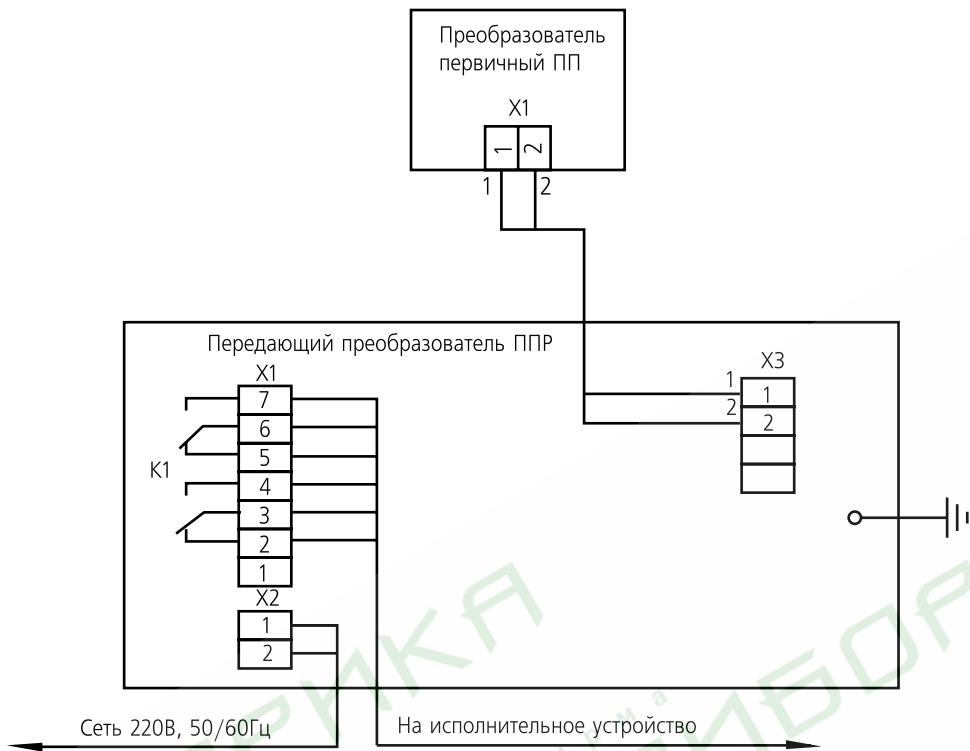 Преобразователь
первичный ПП
X1
1 2
1 2
Передающий преобразователь ППР
X1
7
6
5
4
3
2
1
К1
X2
1
2
X3
1 1
2 2
Сеть 220В, 50/60Гц
На исполнительное устройство